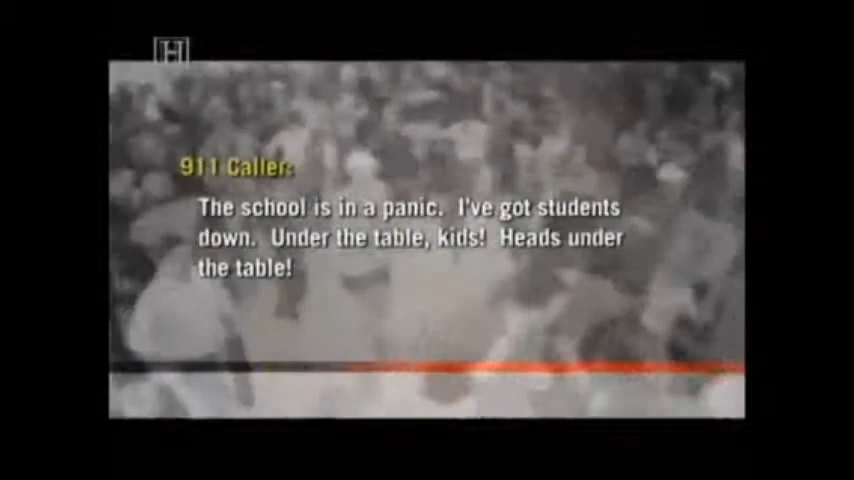 H
911 Caller:
The school is in a panic. I've got students
down. Under the table, kids! Heads under
the table!